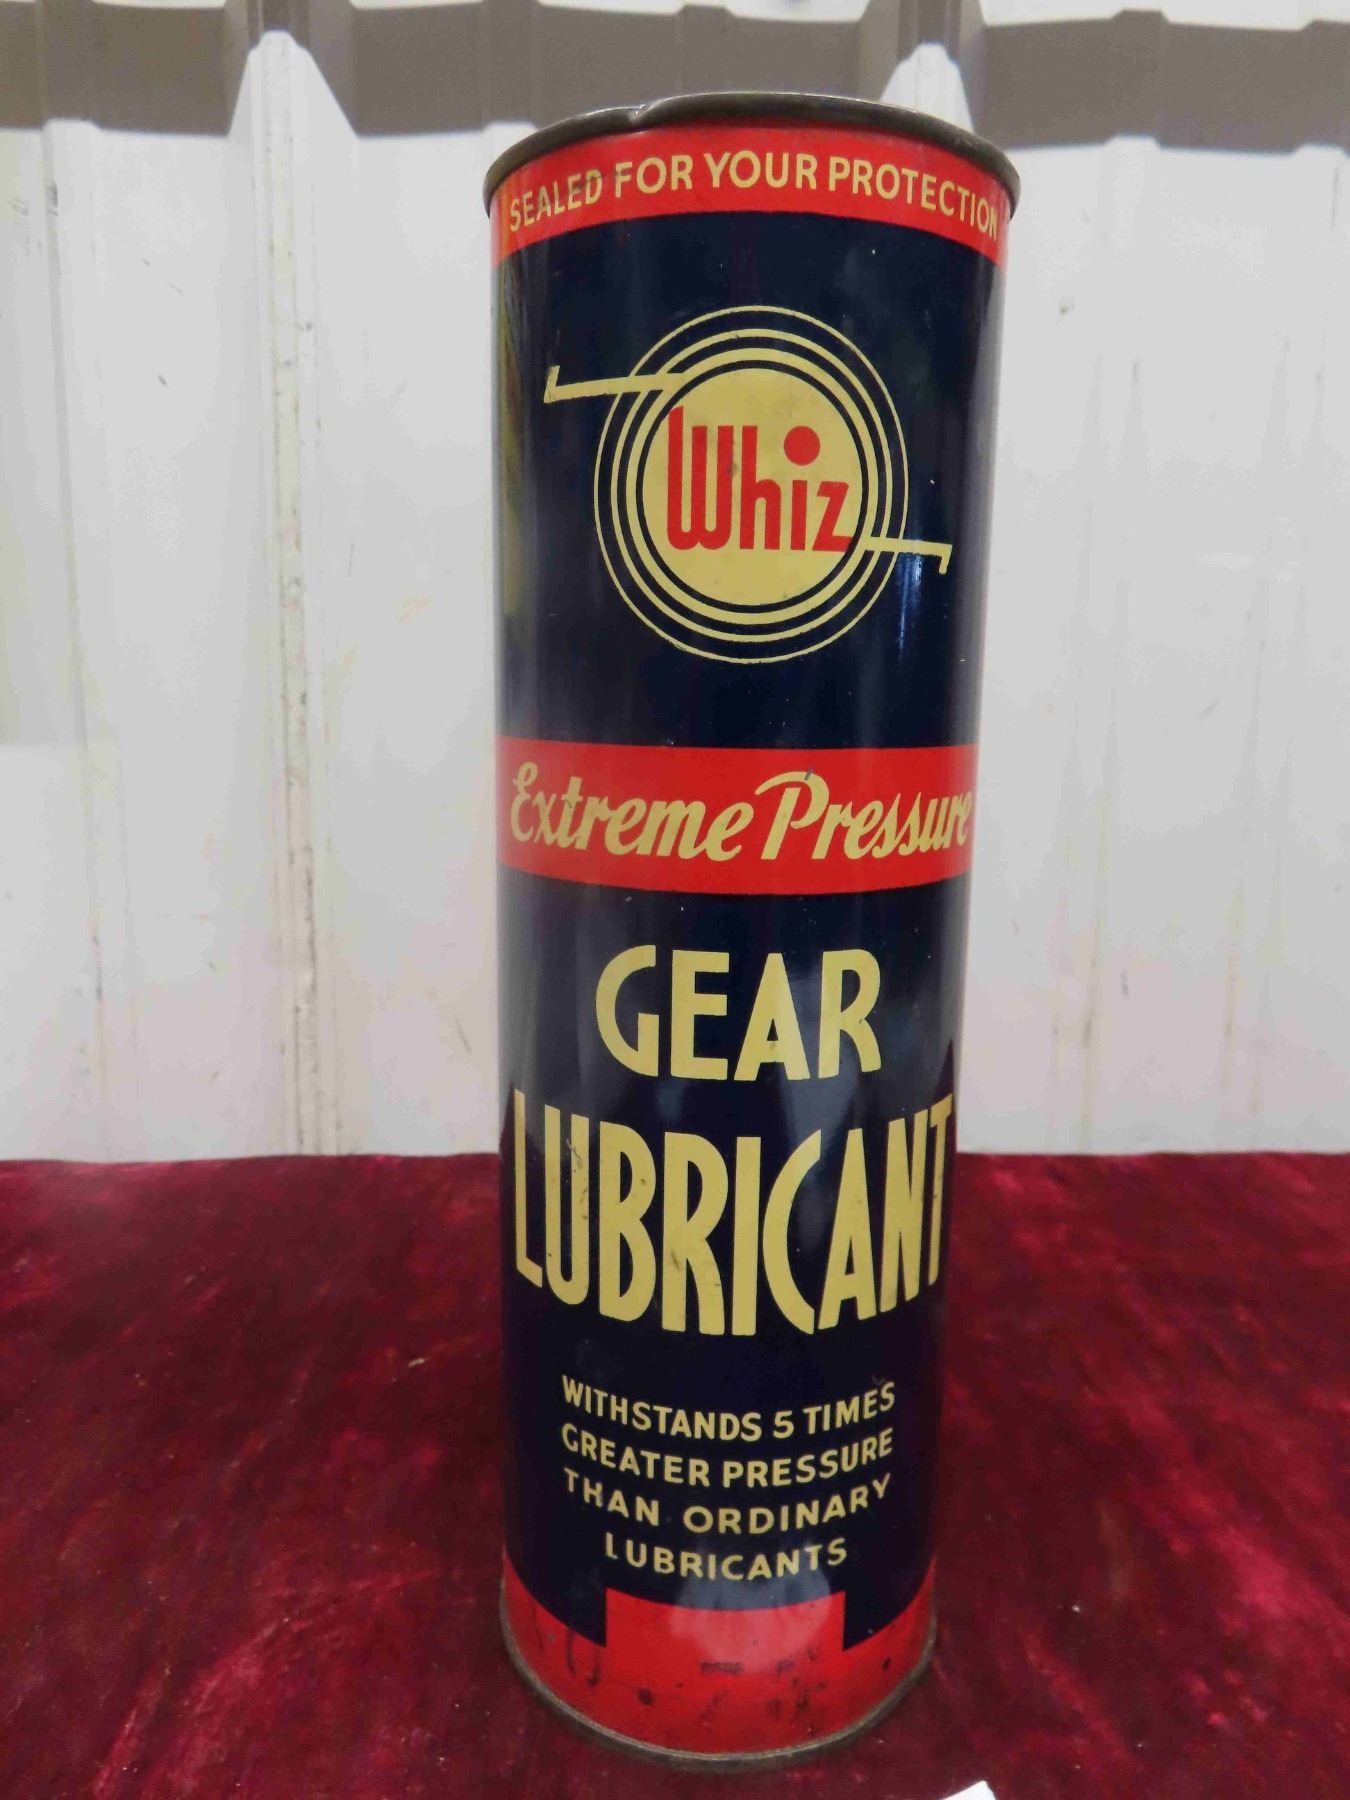 SEALED FOR YOUR PROTECTION
Whiz
Extreme Pressure
GEAR
LUBRICANT
WITHSTANDS 5 TIMES
GREATER PRESSURE
THAN ORDINARY
LUBRICANTS